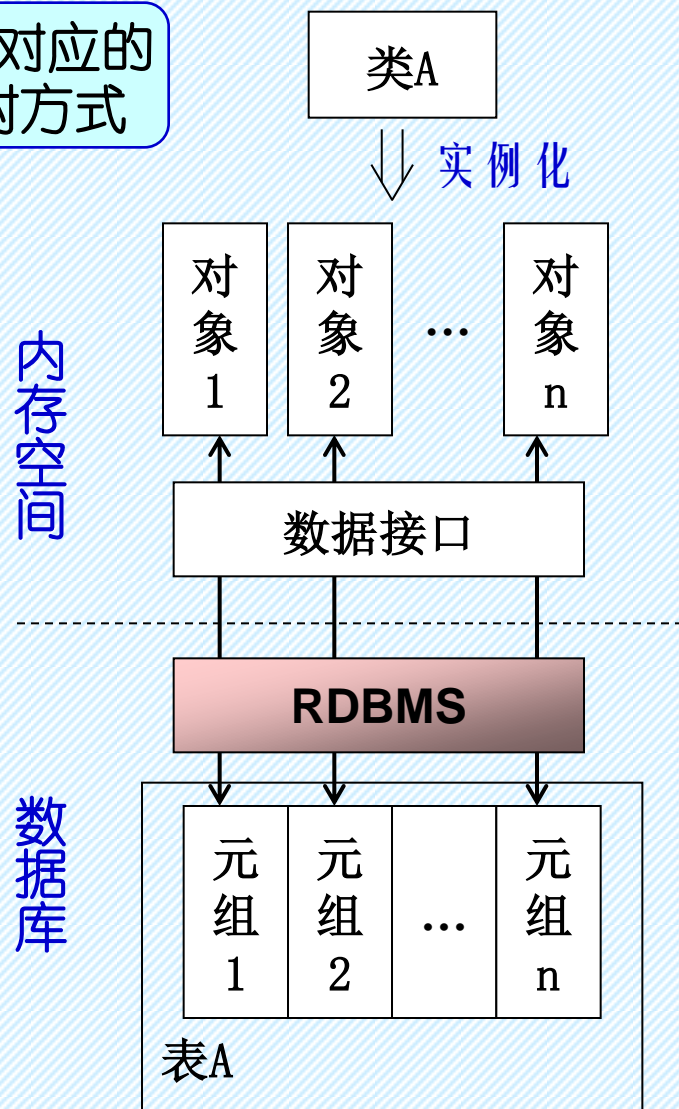 对应的
方式
类A
实例化
对象1
对象2
…
对象n
内存空间
数据接口
RDBMS
数据库
元组1
元组2
…
元组n
表A